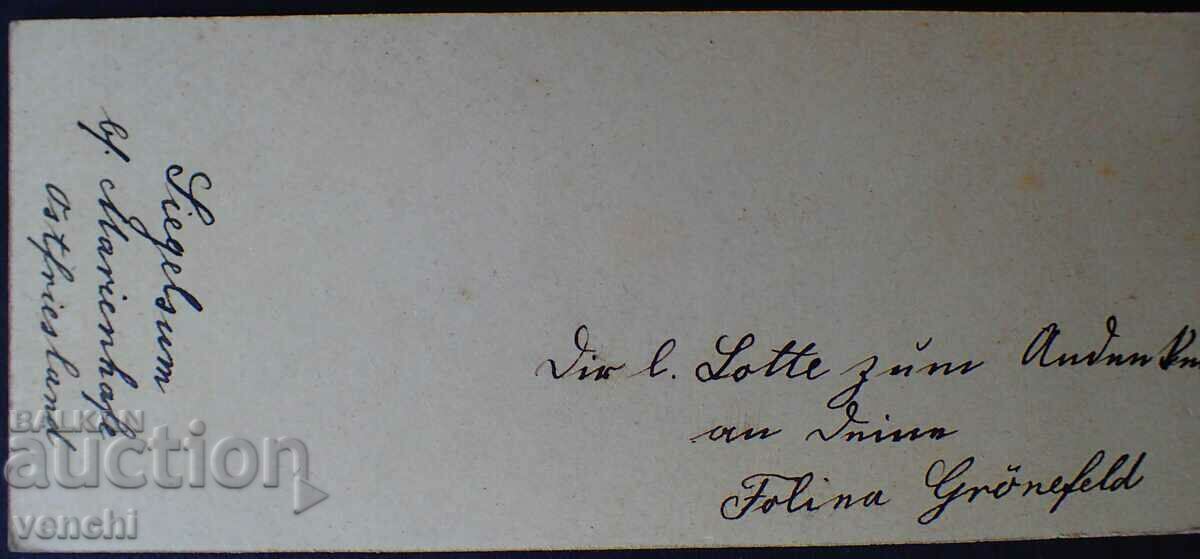 Siegelsum
b/. Marienhafe
Ostfriesland
Dir l. Lotte zum Andenken
an Deine
Folina Grönefeld
BALKAN
auction
venchi